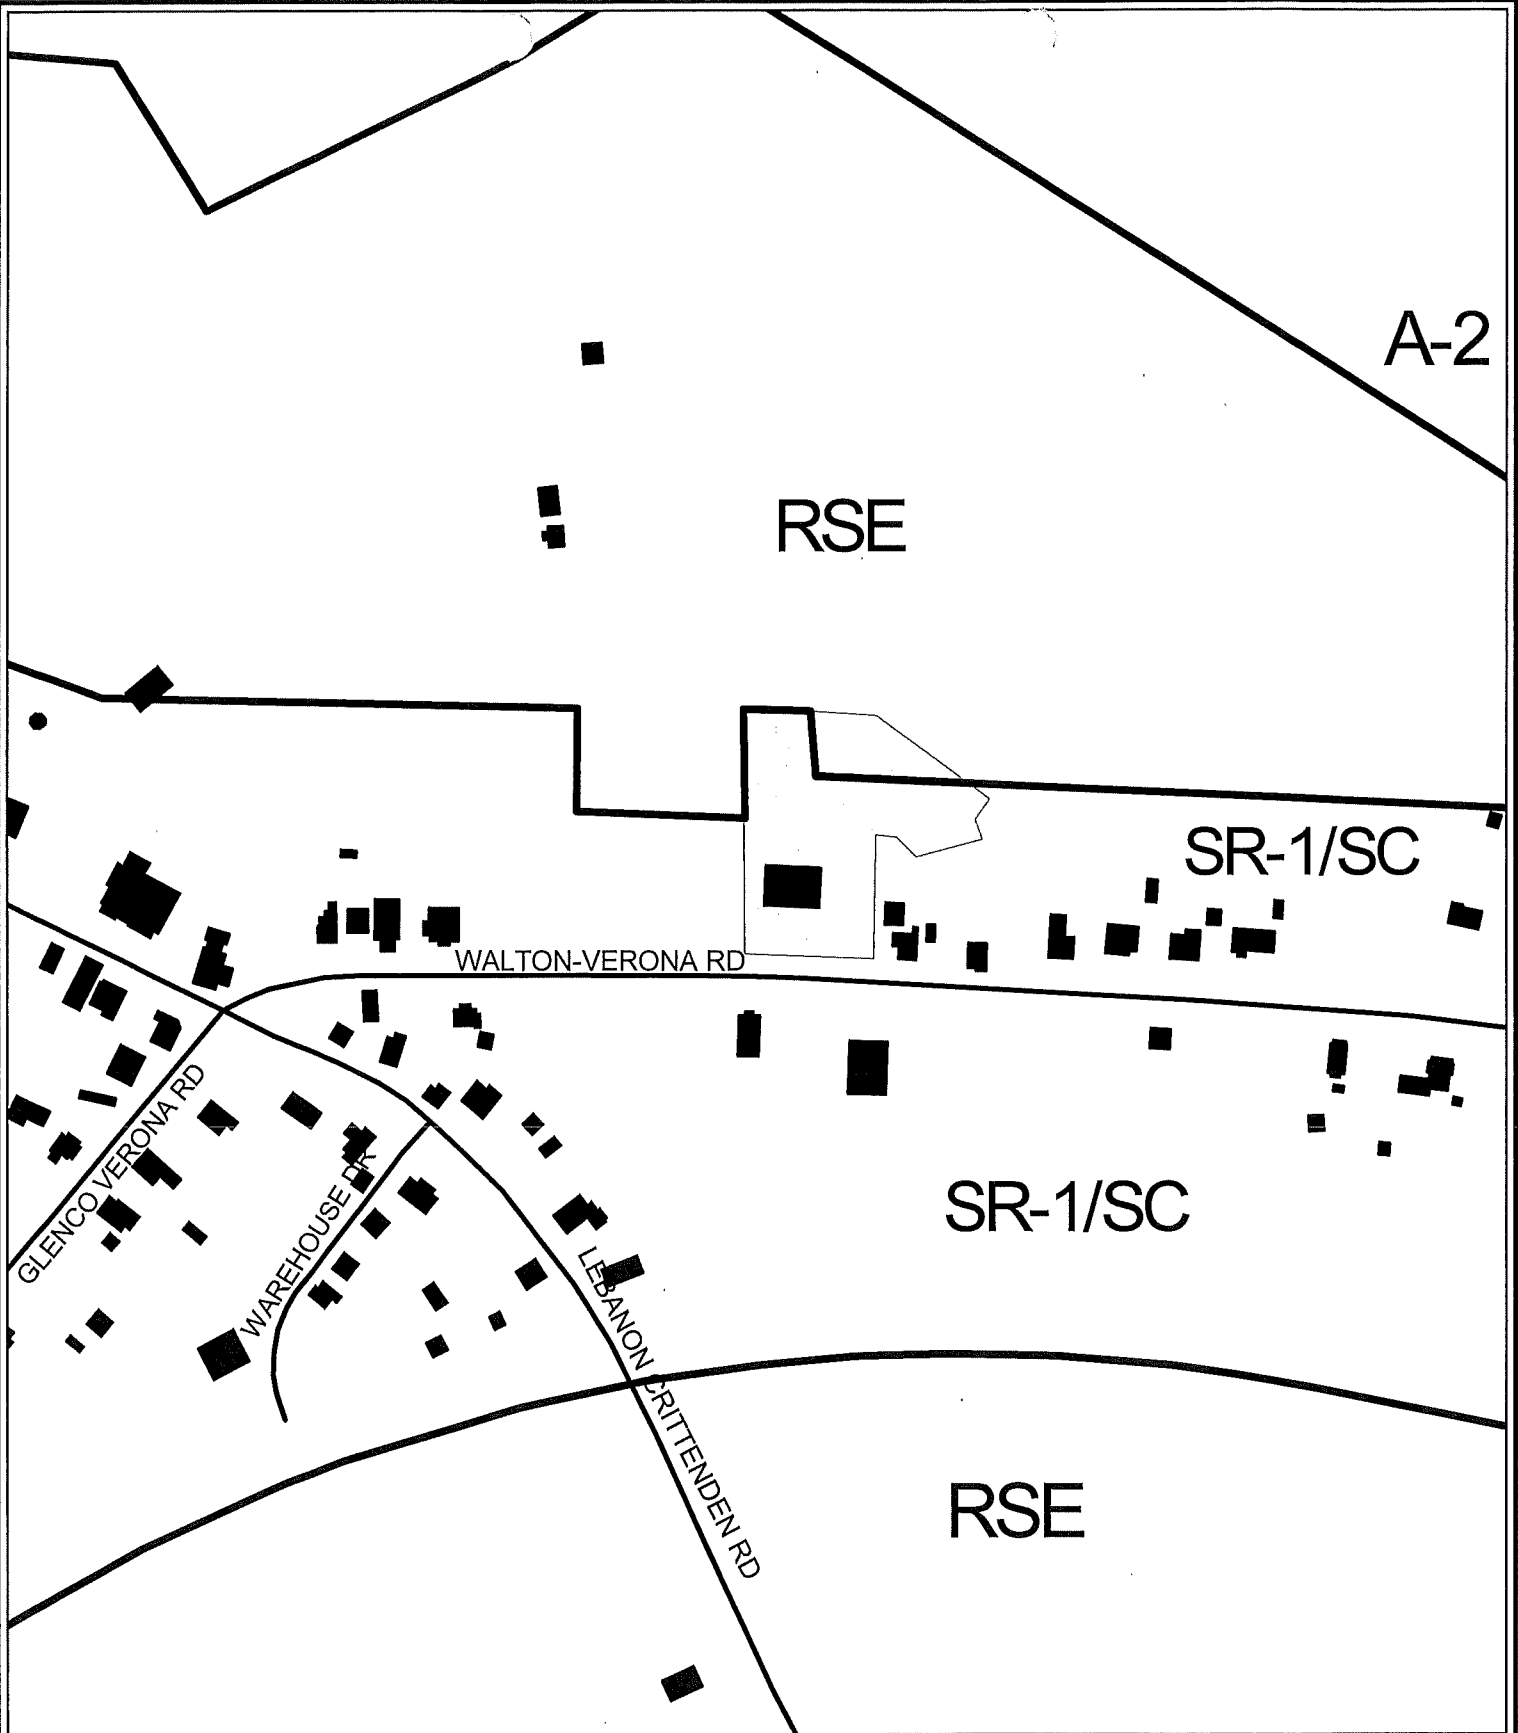 A-2
RSE
SR-1/SC
WALTON-VERONA RD
GLENCO VERONA RD
WAREHOUSE DR
SR-1/SC
LEBANON CRITTENDEN RD
RSE